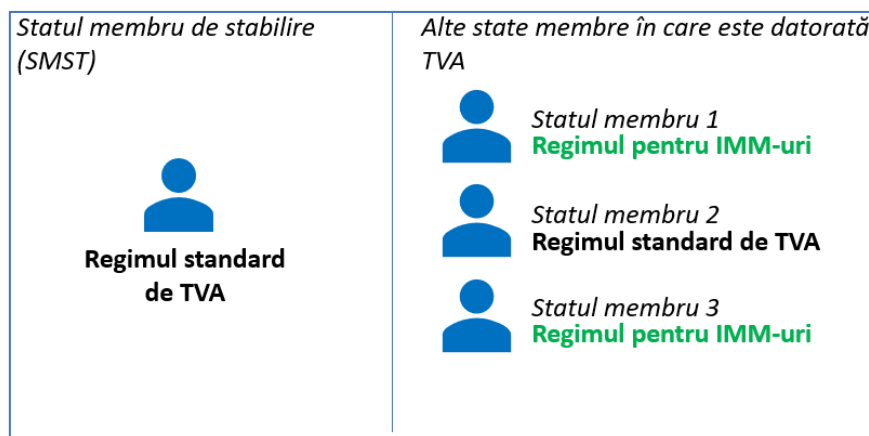 Statul membru de stabilire
(SMST)
Regimul standard
de TVA
Alte state membre în care este datorată
TVA
Statul membru 1
Regimul pentru IMM-uri
Statul membru 2
Regimul standard de TVA
Statul membru 3
Regimul pentru IMM-uri